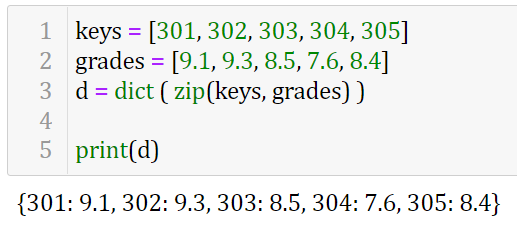 1 keys = [301, 302, 303, 304, 305]
2 grades = [9.1, 9.3, 8.5, 7.6, 8.4]
3 d = dict ( zip(keys, grades) )
4
5 print(d)
{301: 9.1, 302: 9.3, 303: 8.5, 304: 7.6, 305: 8.4}